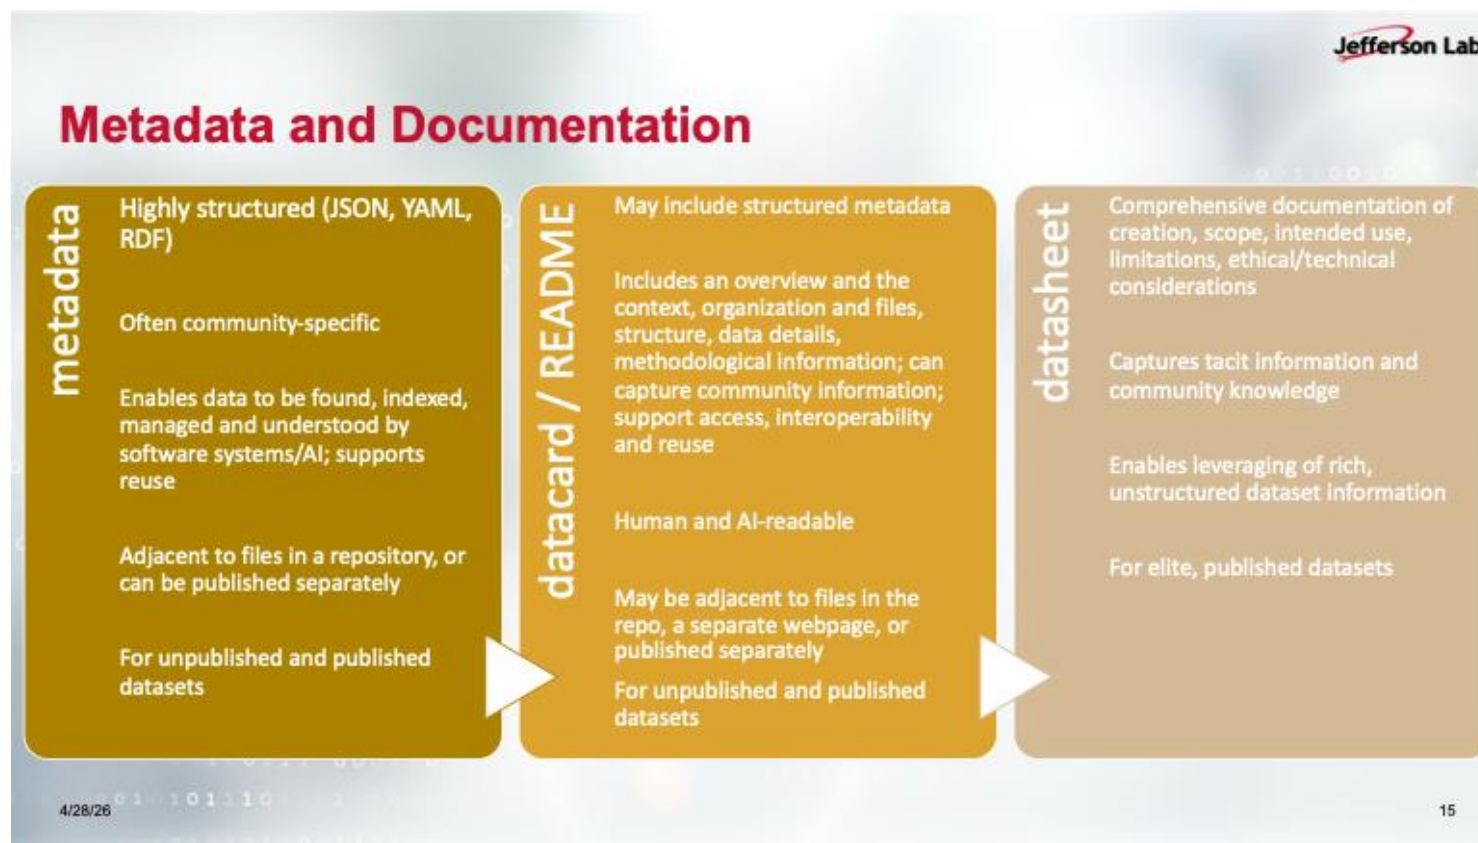 Jefferson Lab
Metadata and Documentation
metadata
Highly structured (JSON, YAML,
RDF)
Often community-specific
Enables data to be found, indexed,
managed and understood by
software systems/AI; supports
reuse
Adjacent to files in a repository, or
can be published separately
For unpublished and published
datasets
datacard / README
May include structured metadata
Includes an overview and the
context, organization and files,
structure, data details,
methodological information; can
capture community information;
support access, interoperability
and reuse
Human and AI-readable
May be adjacent to files in the
repo, a separate webpage, or
published separately
For unpublished and published
datasets
datasheet
Comprehensive documentation of
creation, scope, intended use,
limitations, ethical/technical
considerations
Captures tacit information and
community knowledge
Enables leveraging of rich,
unstructured dataset information
For elite, published datasets
4/28/26
15